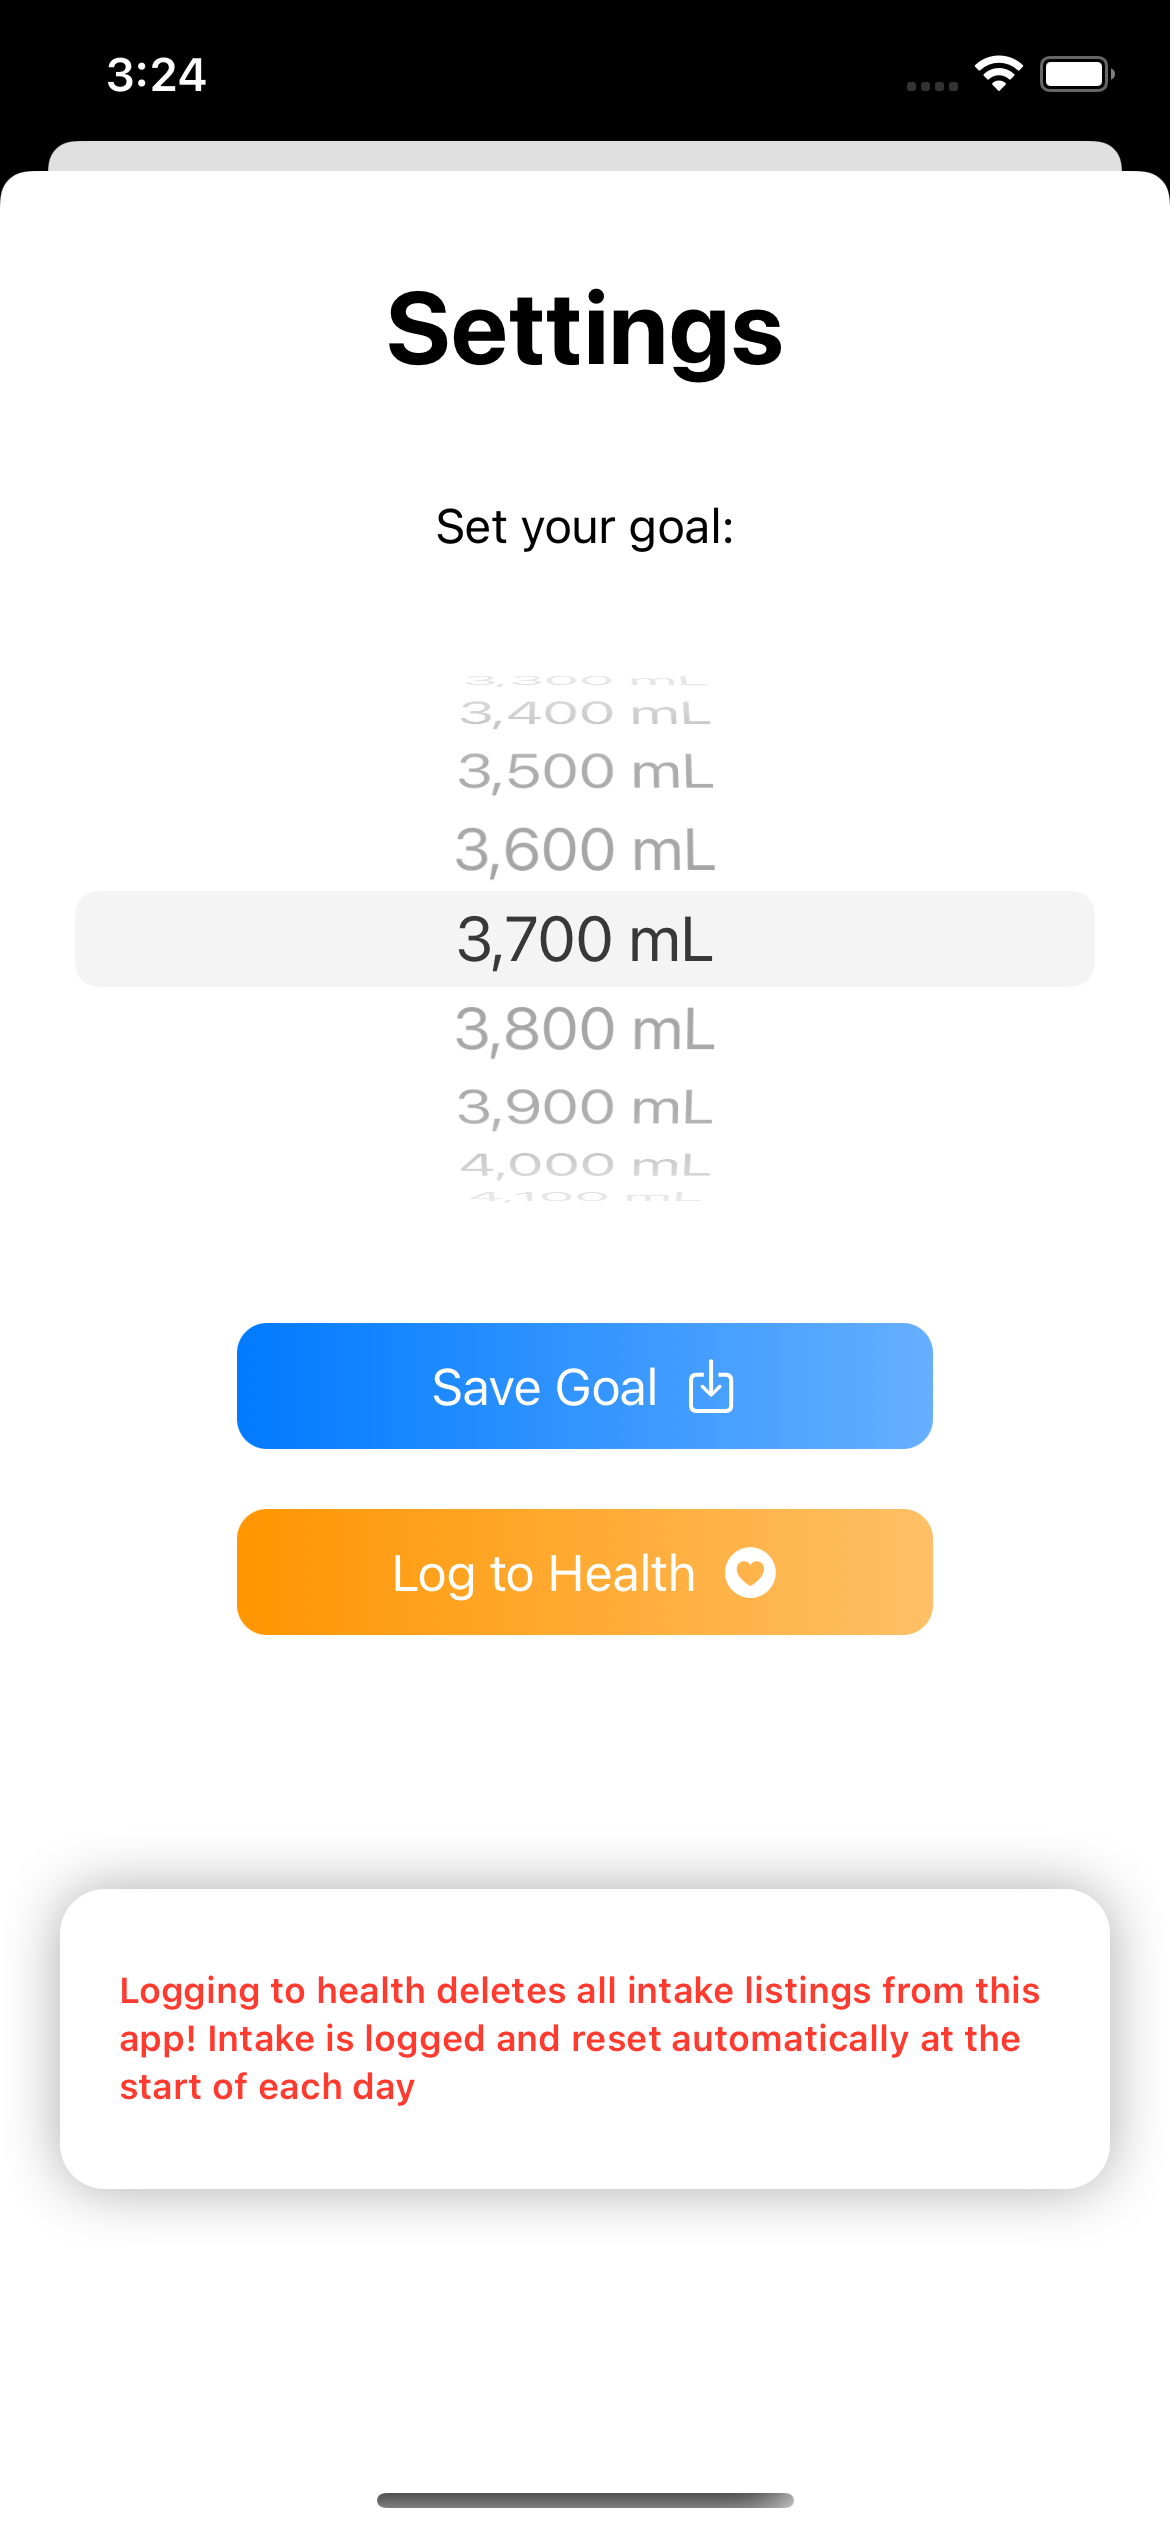 3:24
Settings
Set your goal:
3,300 mL
3,400 mL
3,500 mL
3,600 mL
3,700 mL
3,800 mL
3,900 mL
4,000 mL
4,100 mL
Save Goal
Log to Health
Logging to health deletes all intake listings from this
app! Intake is logged and reset automatically at the
start of each day